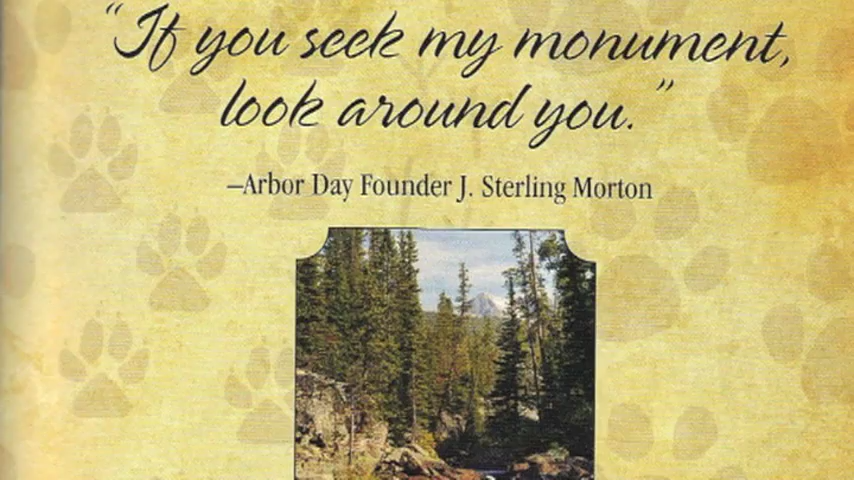 “If you seek my monument,
look around you.”
–Arbor Day Founder J. Sterling Morton